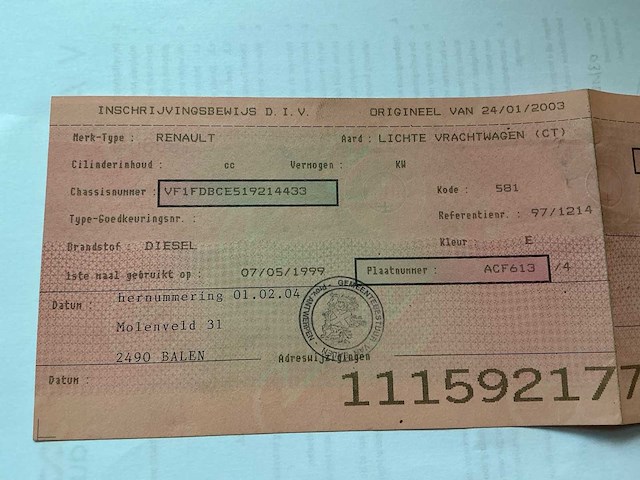 INSCHRIJVINGSBEWIJS D.I.V. ORIGINEEL VAN 24/01/2003
Merk-Type : RENAULT Aard : LICHTE VRACHTWAGEN (CT)
Cilinderinhoud : cc Vermogen : KW
Chassisnummer : VF1FDBCE519214433 Kode : 581
Type-Goedkeuringsnr. : Referentienr. : 97/1214
Brandstof : DIESEL Kleur E
1ste maal gebruikt op : 07/05/1999 Plaatnummer : ACF613 /4
Datum : hernummering 01.02.04
GEMEENTEBESTUUR VAN
Molenveld 31
2490 BALEN Adreswijzigingen
Datum :
111592177